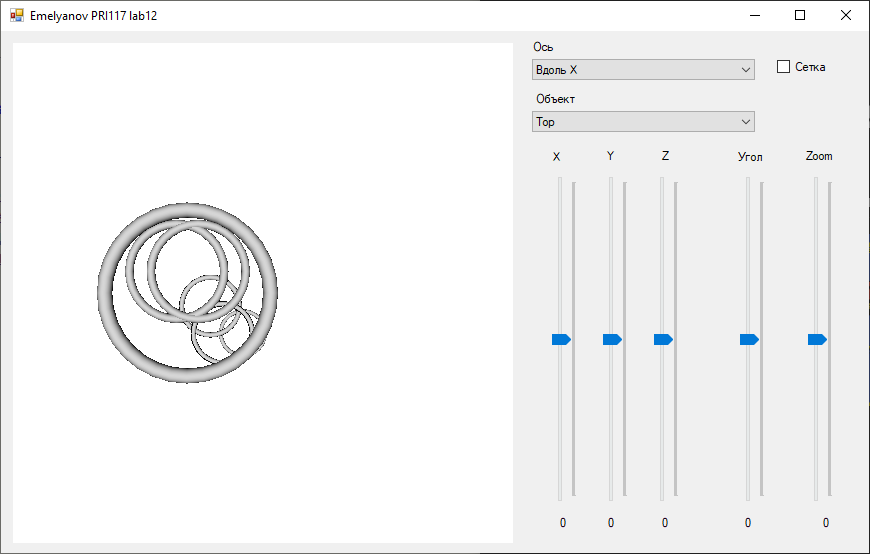 Emelyanov PRI117 lab12
Ось
Вдоль X
Сетка
Объект
Тор
X Y Z Угол Zoom
0 0 0 0 0